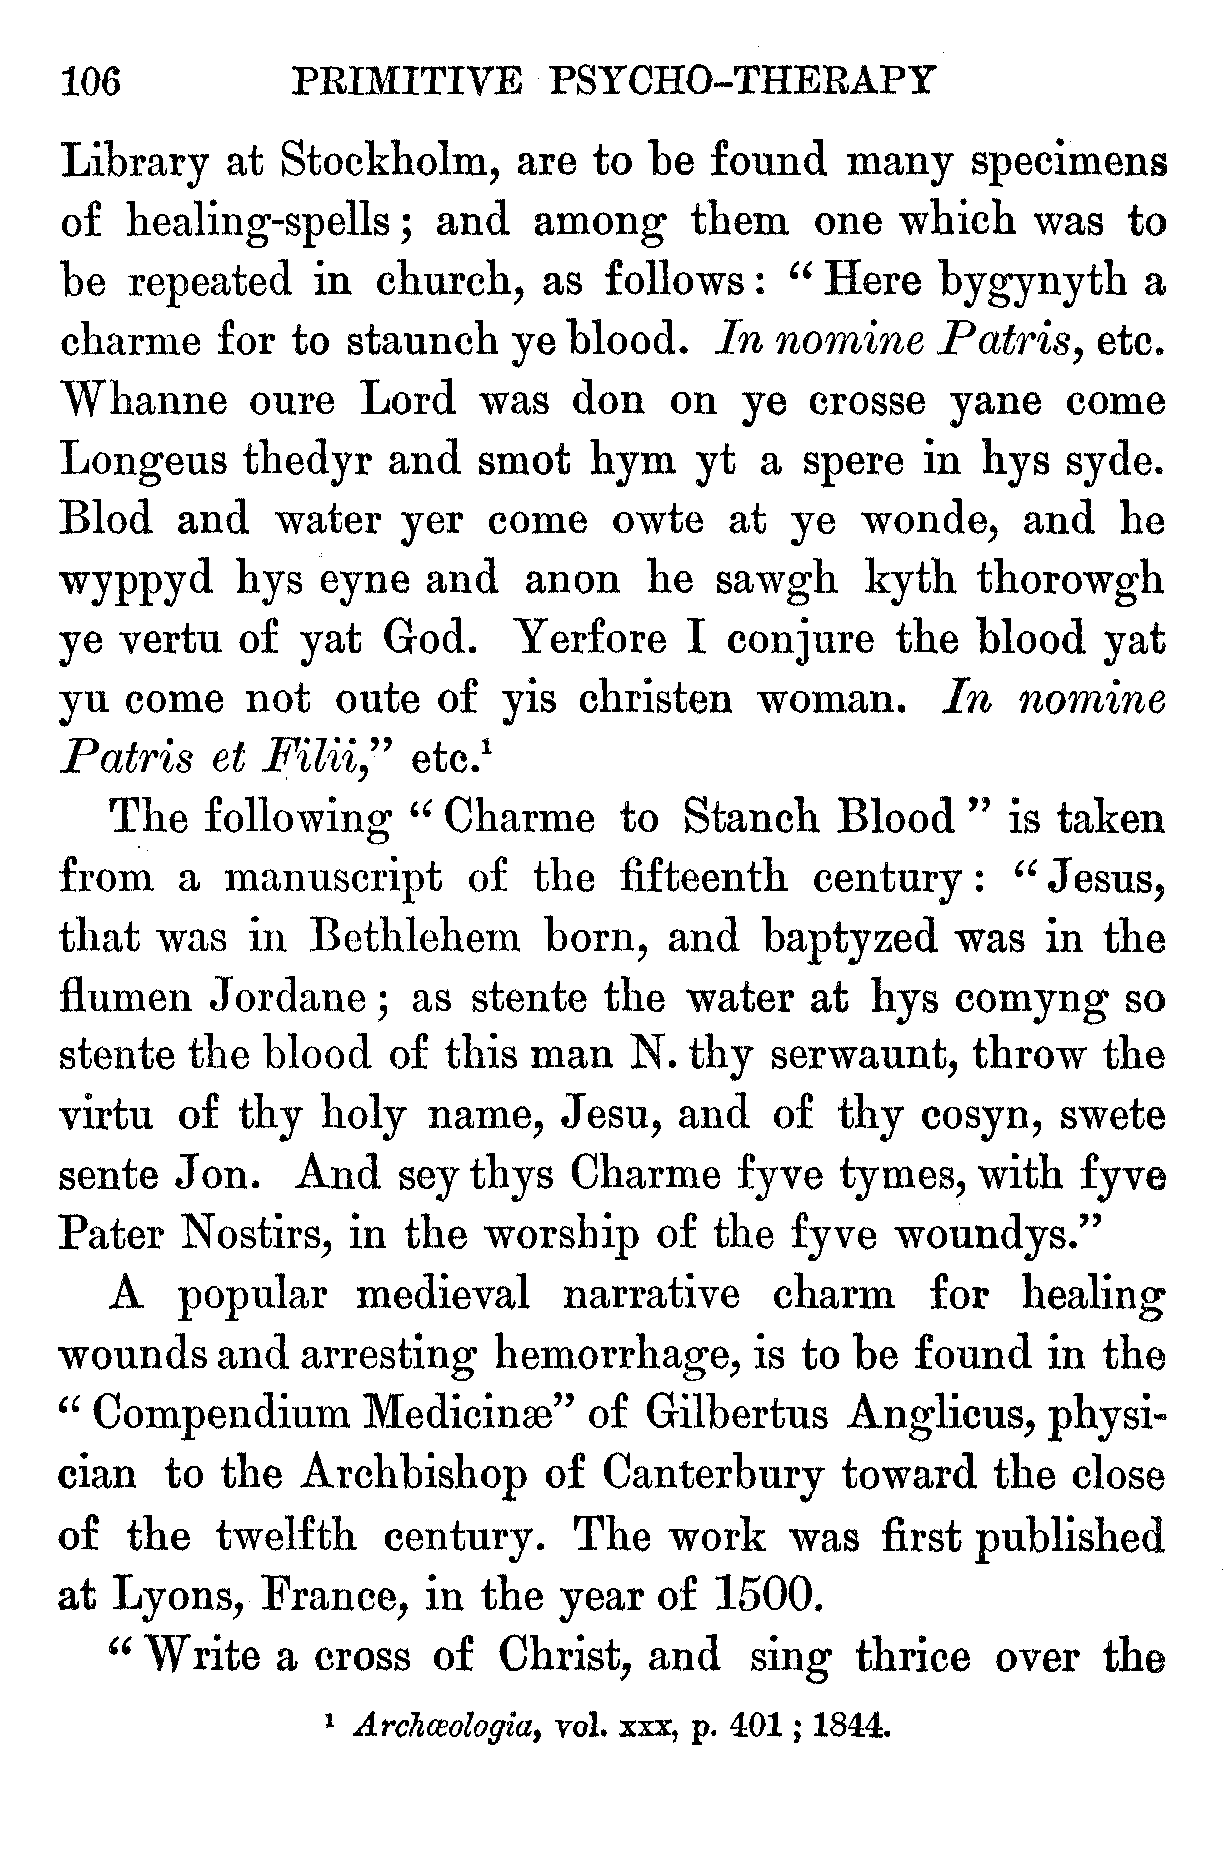 106 PRIMITIVE PSYCHO-THERAPY
Library at Stockholm, are to be found many specimens
of healing-spells; and among them one which was to
be repeated in church, as follows: "Here bygynyth a
charme for to staunch ye blood. In nomine Patris, etc.
Whanne oure Lord was don on ye crosse yane come
Longeus thedyr and smot hym yt a spere in hys syde.
Blod and water yer come owte at ye wonde, and he
wyppyd hys eyne and anon he sawgh kyth thorowgh
ye vertu of yat God. Yerfore I conjure the blood yat
yu come not oute of yis christen woman. In nomine
Patris et Filii," etc.¹
The following "Charme to Stanch Blood" is taken
from a manuscript of the fifteenth century: "Jesus,
that was in Bethlehem born, and baptyzed was in the
flumen Jordane; as stente the water at hys comyng so
stente the blood of this man N. thy serwaunt, throw the
virtu of thy holy name, Jesu, and of thy cosyn, swete
sente Jon. And sey thys Charme fyve tymes, with fyve
Pater Nostirs, in the worship of the fyve woundys."
A popular medieval narrative charm for healing
wounds and arresting hemorrhage, is to be found in the
"Compendium Medicinæ" of Gilbertus Anglicus, physi-
cian to the Archbishop of Canterbury toward the close
of the twelfth century. The work was first published
at Lyons, France, in the year of 1500.
"Write a cross of Christ, and sing thrice over the
¹ Archæologia, vol. xxx, p. 401; 1844.